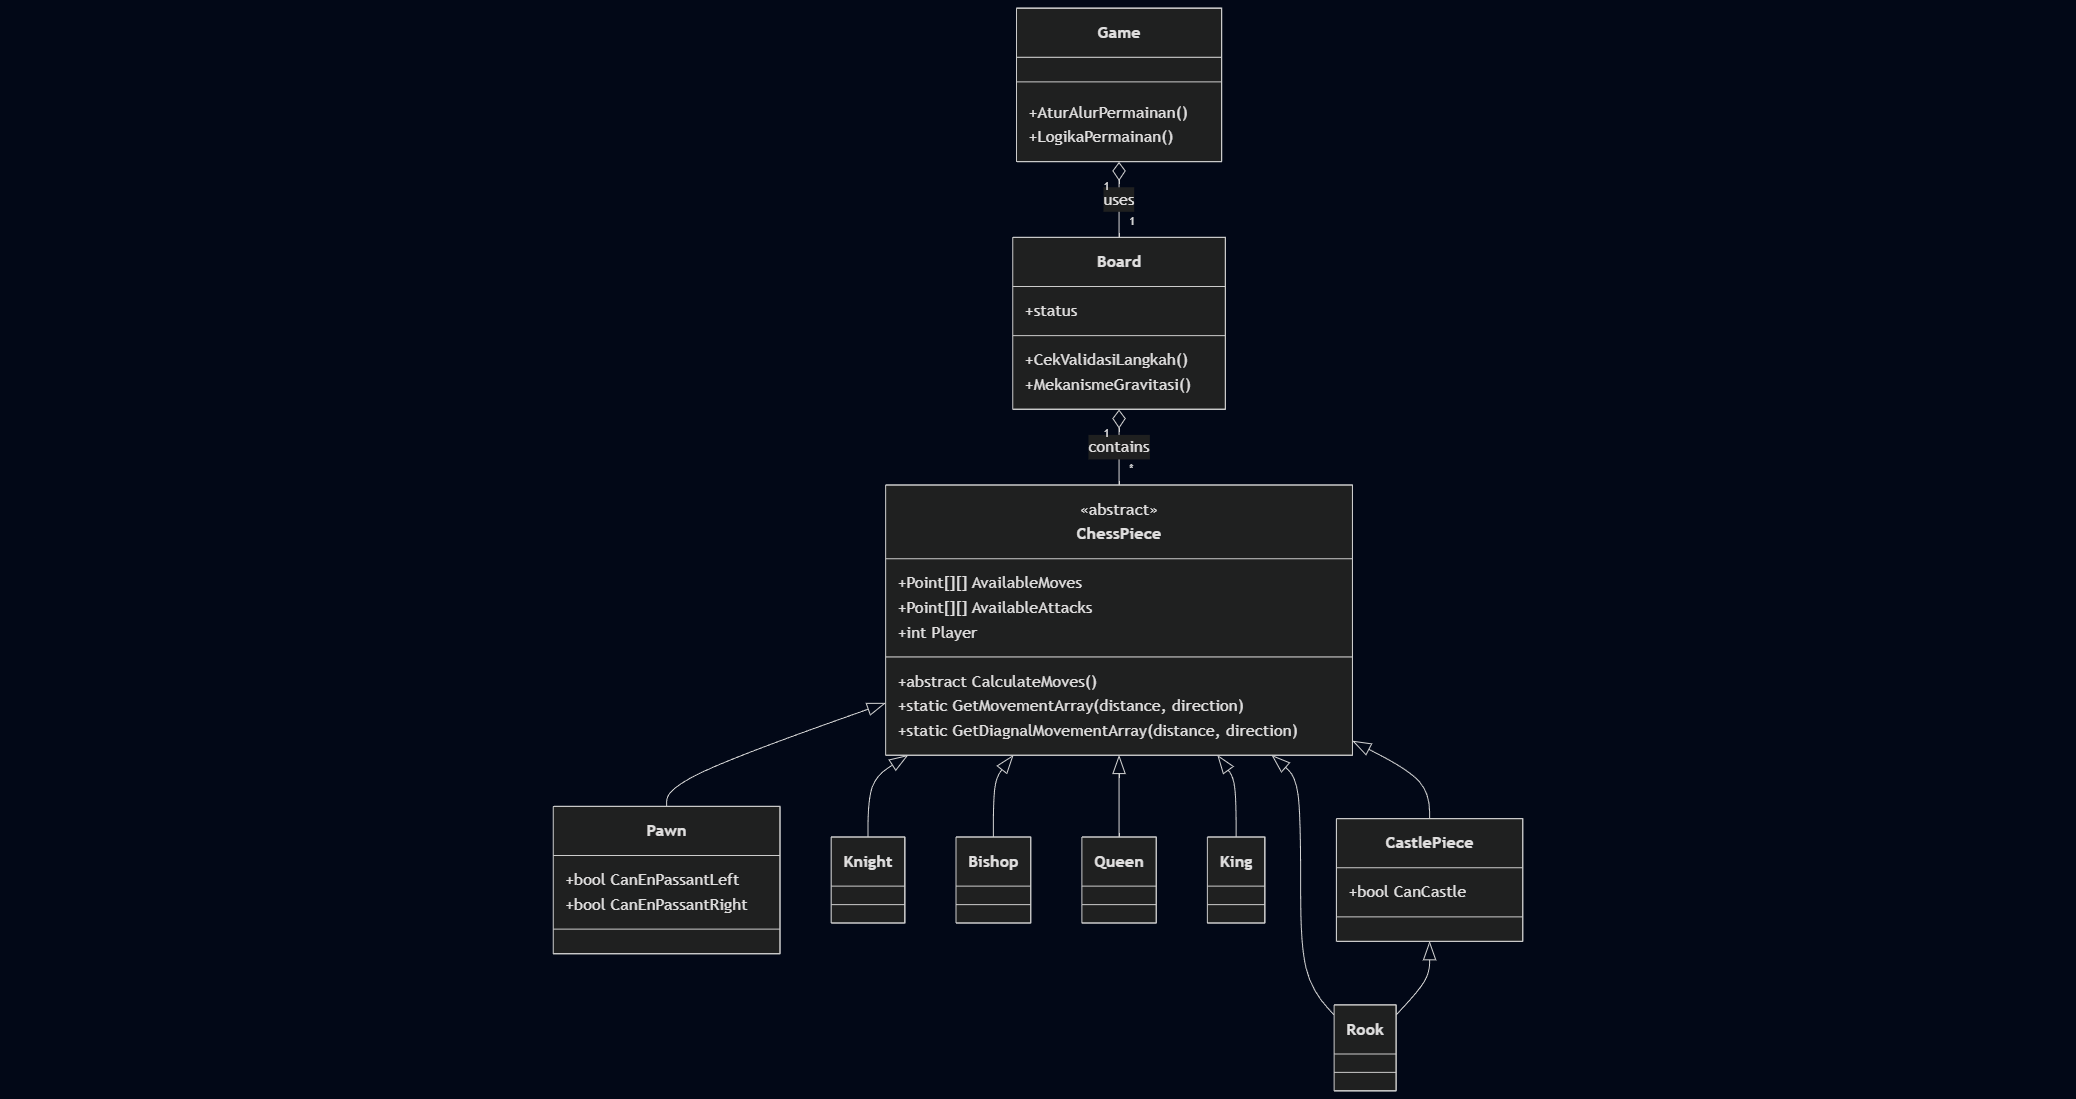 Game
+AturAlurPermainan()
+LogikaPermainan()
1
uses
1
Board
+status
+CekValidasiLangkah()
+MekanismeGravitasi()
1
contains
*
«abstract»
ChessPiece
+Point[][] AvailableMoves
+Point[][] AvailableAttacks
+int Player
+abstract CalculateMoves()
+static GetMovementArray(distance, direction)
+static GetDiagnalMovementArray(distance, direction)
Pawn
+bool CanEnPassantLeft
+bool CanEnPassantRight
Knight
Bishop
Queen
King
CastlePiece
+bool CanCastle
Rook